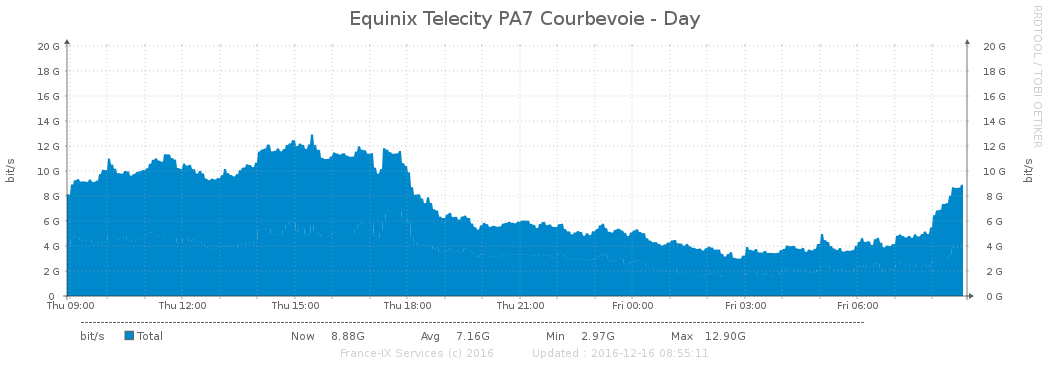 Equinix Telecity PA7 Courbevoie - Day
RRDTOOL / TOBI OETIKER
bit/s
20 G
18 G
16 G
14 G
12 G
10 G
8 G
6 G
4 G
2 G
0
20 G
18 G
16 G
14 G
12 G
10 G
8 G
6 G
4 G
2 G
0 G
bit/s
Thu 09:00 Thu 12:00 Thu 15:00 Thu 18:00 Thu 21:00 Fri 00:00 Fri 03:00 Fri 06:00
bit/s Total Now 8.88G Avg 7.16G Min 2.97G Max 12.90G
France-IX Services (c) 2016 Updated : 2016-12-16 08:55:11